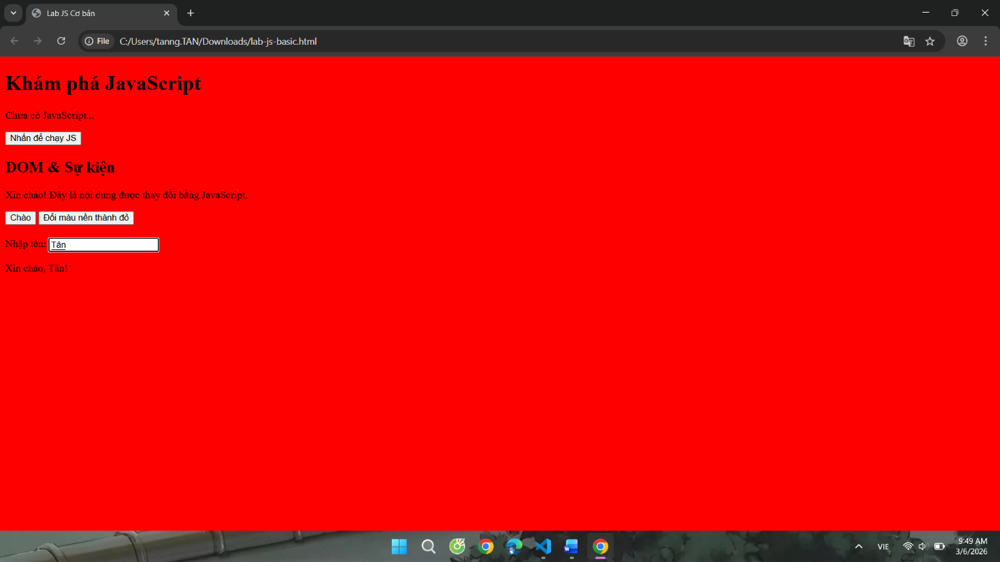 Lab JS Cơ bản
File
C:/Users/tanng.TAN/Downloads/lab-js-basic.html
Khám phá JavaScript
Chưa có JavaScript...
Nhấn để chạy JS
DOM & Sự kiện
Xin chào! Đây là nội dung được thay đổi bằng JavaScript.
Chào Đổi màu nền thành đỏ
Nhập tên: Tân
Xin chào, Tân!
VIE
9:49 AM
3/6/2026